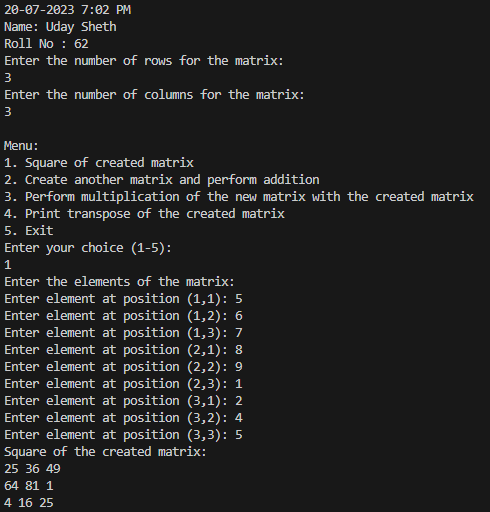 20-07-2023 7:02 PM
Name: Uday Sheth
Roll No : 62
Enter the number of rows for the matrix:
3
Enter the number of columns for the matrix:
3
Menu:
1. Square of created matrix
2. Create another matrix and perform addition
3. Perform multiplication of the new matrix with the created matrix
4. Print transpose of the created matrix
5. Exit
Enter your choice (1-5):
1
Enter the elements of the matrix:
Enter element at position (1,1): 5
Enter element at position (1,2): 6
Enter element at position (1,3): 7
Enter element at position (2,1): 8
Enter element at position (2,2): 9
Enter element at position (2,3): 1
Enter element at position (3,1): 2
Enter element at position (3,2): 4
Enter element at position (3,3): 5
Square of the created matrix:
25 36 49
64 81 1
4 16 25